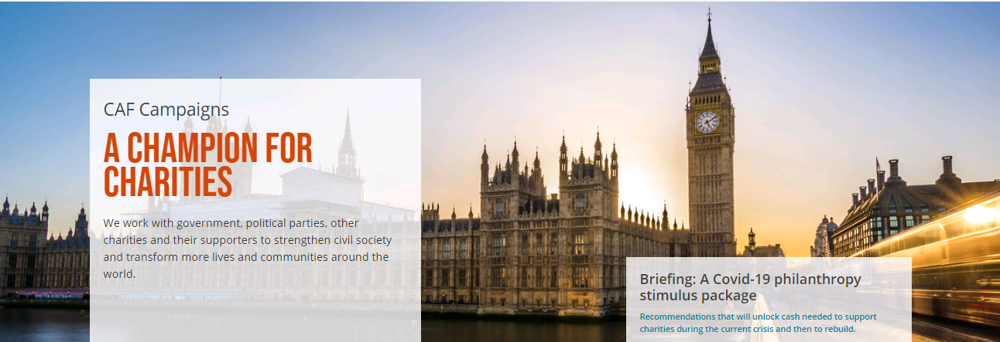 CAF Campaigns
A CHAMPION FOR
CHARITIES
We work with government, political parties, other
charities and their supporters to strengthen civil society
and transform more lives and communities around the
world.
Briefing: A Covid-19 philanthropy
stimulus package
Recommendations that will unlock cash needed to support
charities during the current crisis and then to rebuild.